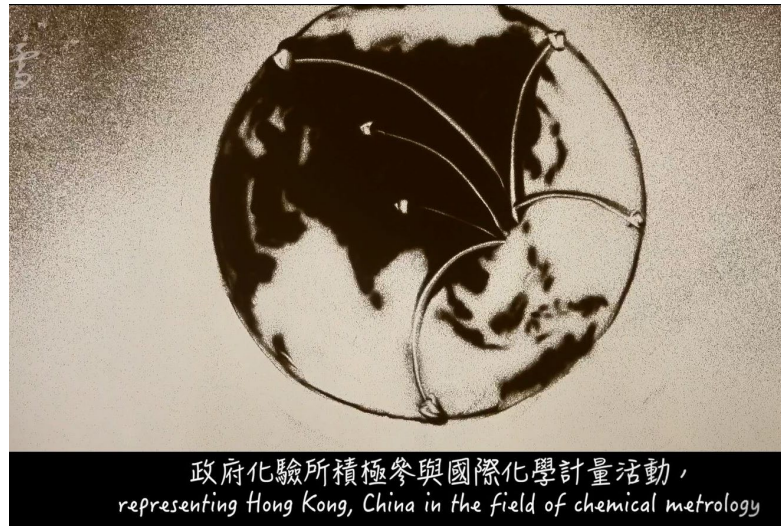 政府化驗所積極參與國際化學計量活動，
representing Hong Kong, China in the field of chemical metrology